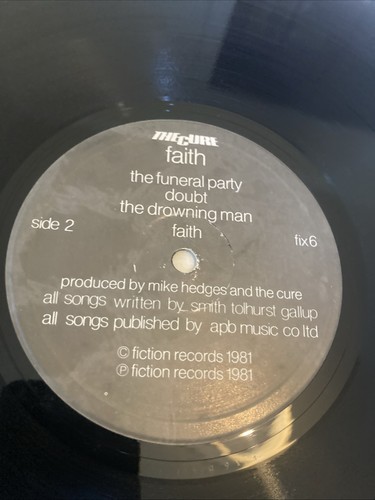 THE CURE
faith
the funeral party
doubt
the drowning man
side 2
faith
fix6
produced by mike hedges and the cure
all songs written by smith tolhurst gallup
all songs published by apb music co ltd
© fiction records 1981
℗ fiction records 1981